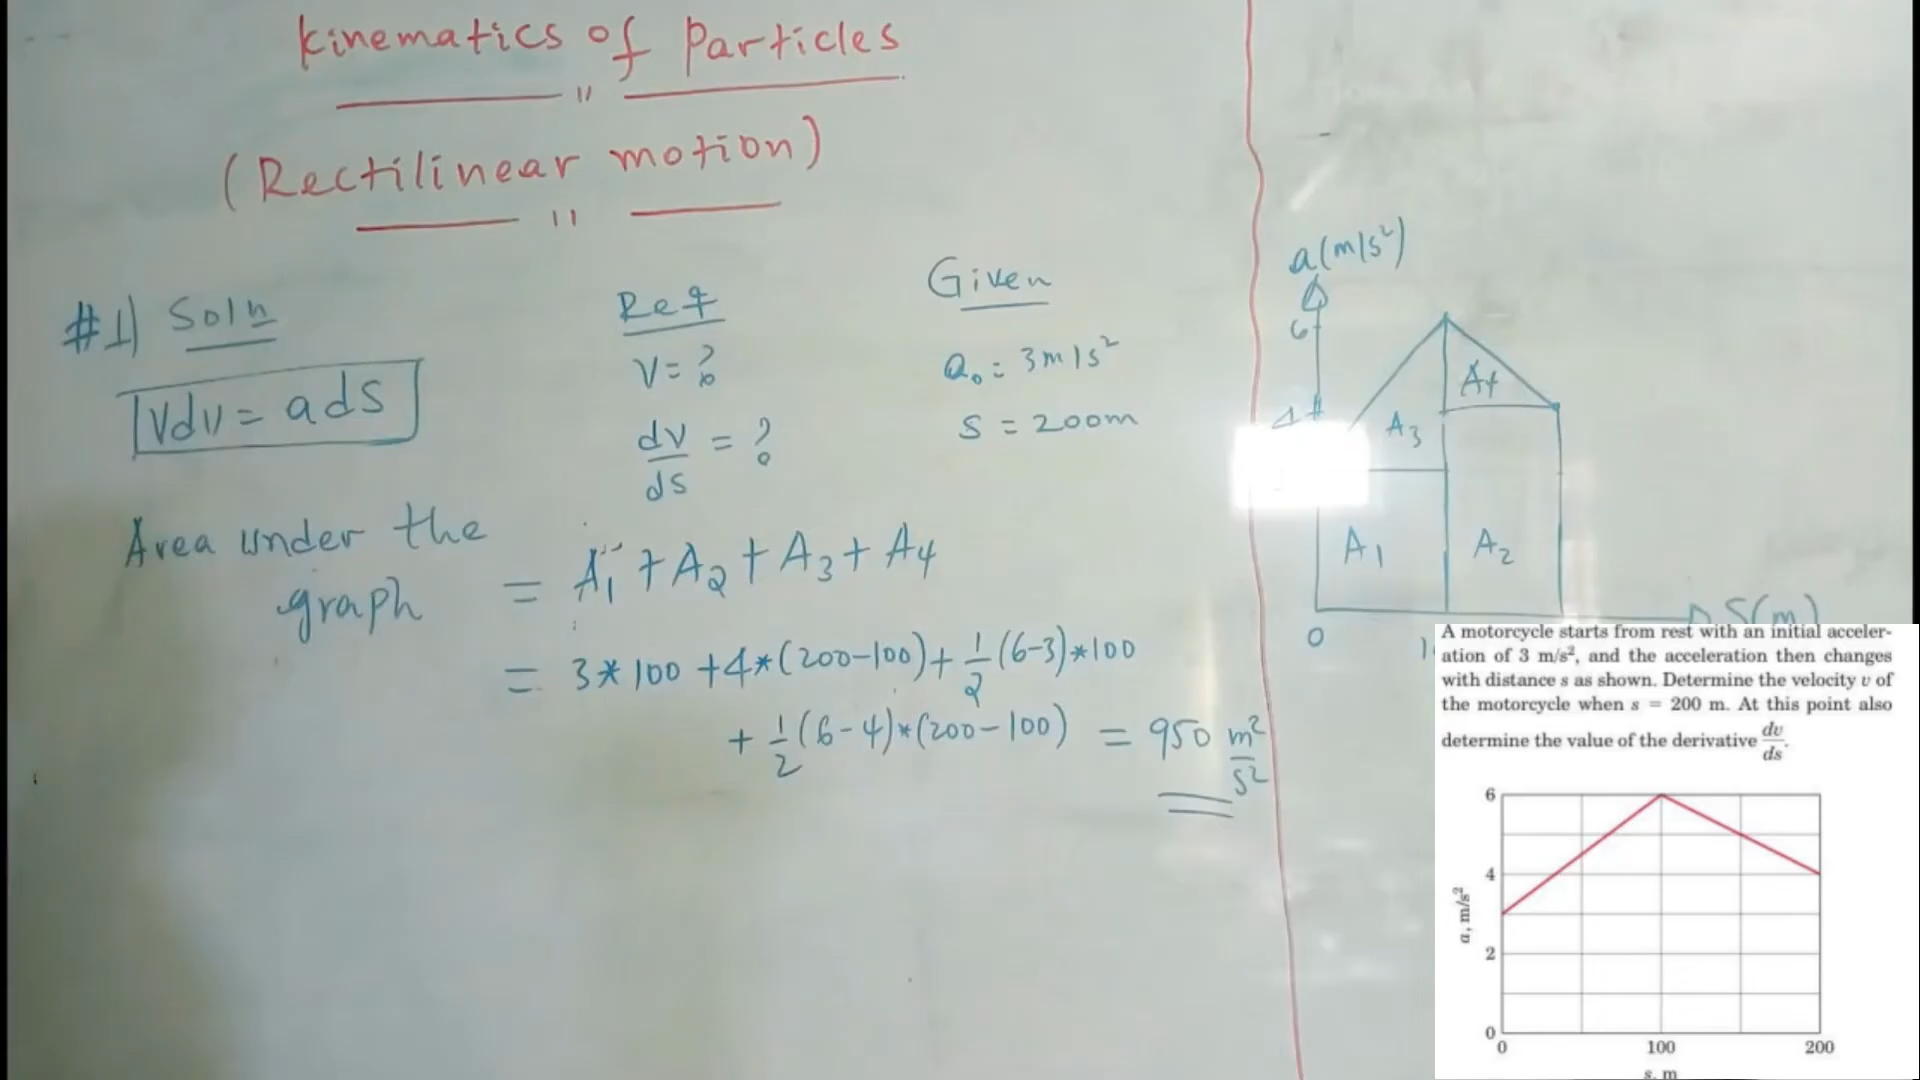 kinematics of Particles
(Rectilinear motion)
#1) Soln
Req
Given
vdv = ads
V = ?
a₀ = 3m/s²
dv/ds = ?
s = 200m
Area under the graph = A₁ + A₂ + A₃ + A₄
= 3*100 + 4*(200-100) + 1/2(6-3)*100
+ 1/2(6-4)*(200-100) = 950 m²/s²
a(m/s²)
6
4
A₄
A₃
A₁
A₂
S(m)
0
A motorcycle starts from rest with an initial acceler-
ation of 3 m/s², and the acceleration then changes
with distance s as shown. Determine the velocity v of
the motorcycle when s = 200 m. At this point also
determine the value of the derivative dv/ds.
6
4
2
0
a, m/s²
0 100 200
s, m